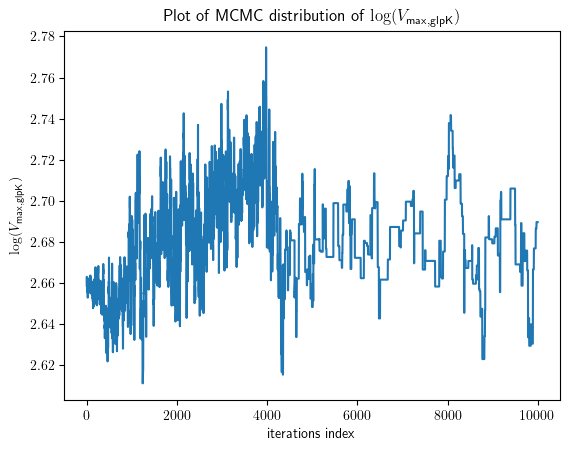 Plot of MCMC distribution of log(V_max,glpK)
2.78
2.76
2.74
2.72
2.70
2.68
2.66
2.64
2.62
log(V_max,glpK)
0 2000 4000 6000 8000 10000
iterations index